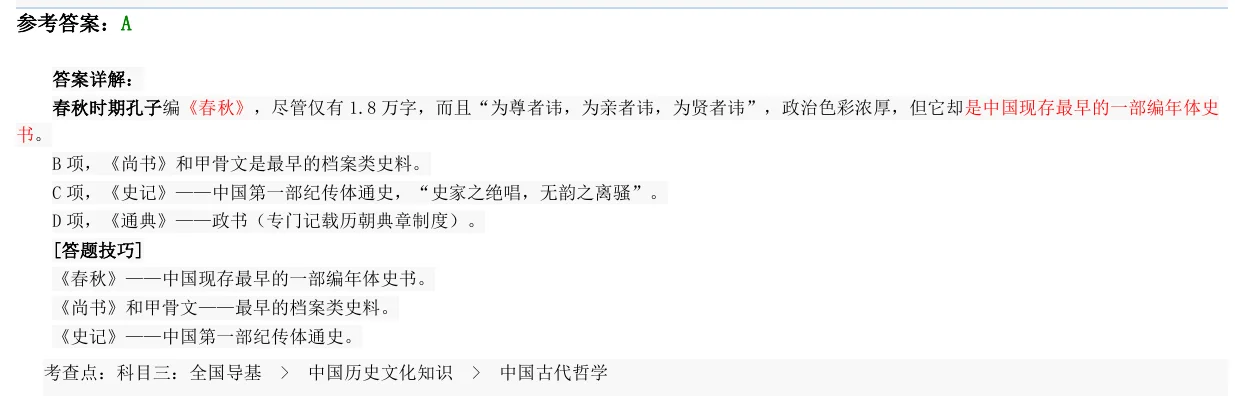 参考答案：A
答案详解：
春秋时期孔子编《春秋》，尽管仅有 1.8 万字，而且“为尊者讳，为亲者讳，为贤者讳”，政治色彩浓厚，但它却是中国现存最早的一部编年体史
书。
B 项，《尚书》和甲骨文是最早的档案类史料。
C 项，《史记》——中国第一部纪传体通史，“史家之绝唱，无韵之离骚”。
D 项，《通典》——政书（专门记载历朝典章制度）。
[答题技巧]
《春秋》——中国现存最早的一部编年体史书。
《尚书》和甲骨文——最早的档案类史料。
《史记》——中国第一部纪传体通史。
考查点：科目三：全国导基 > 中国历史文化知识 > 中国古代哲学